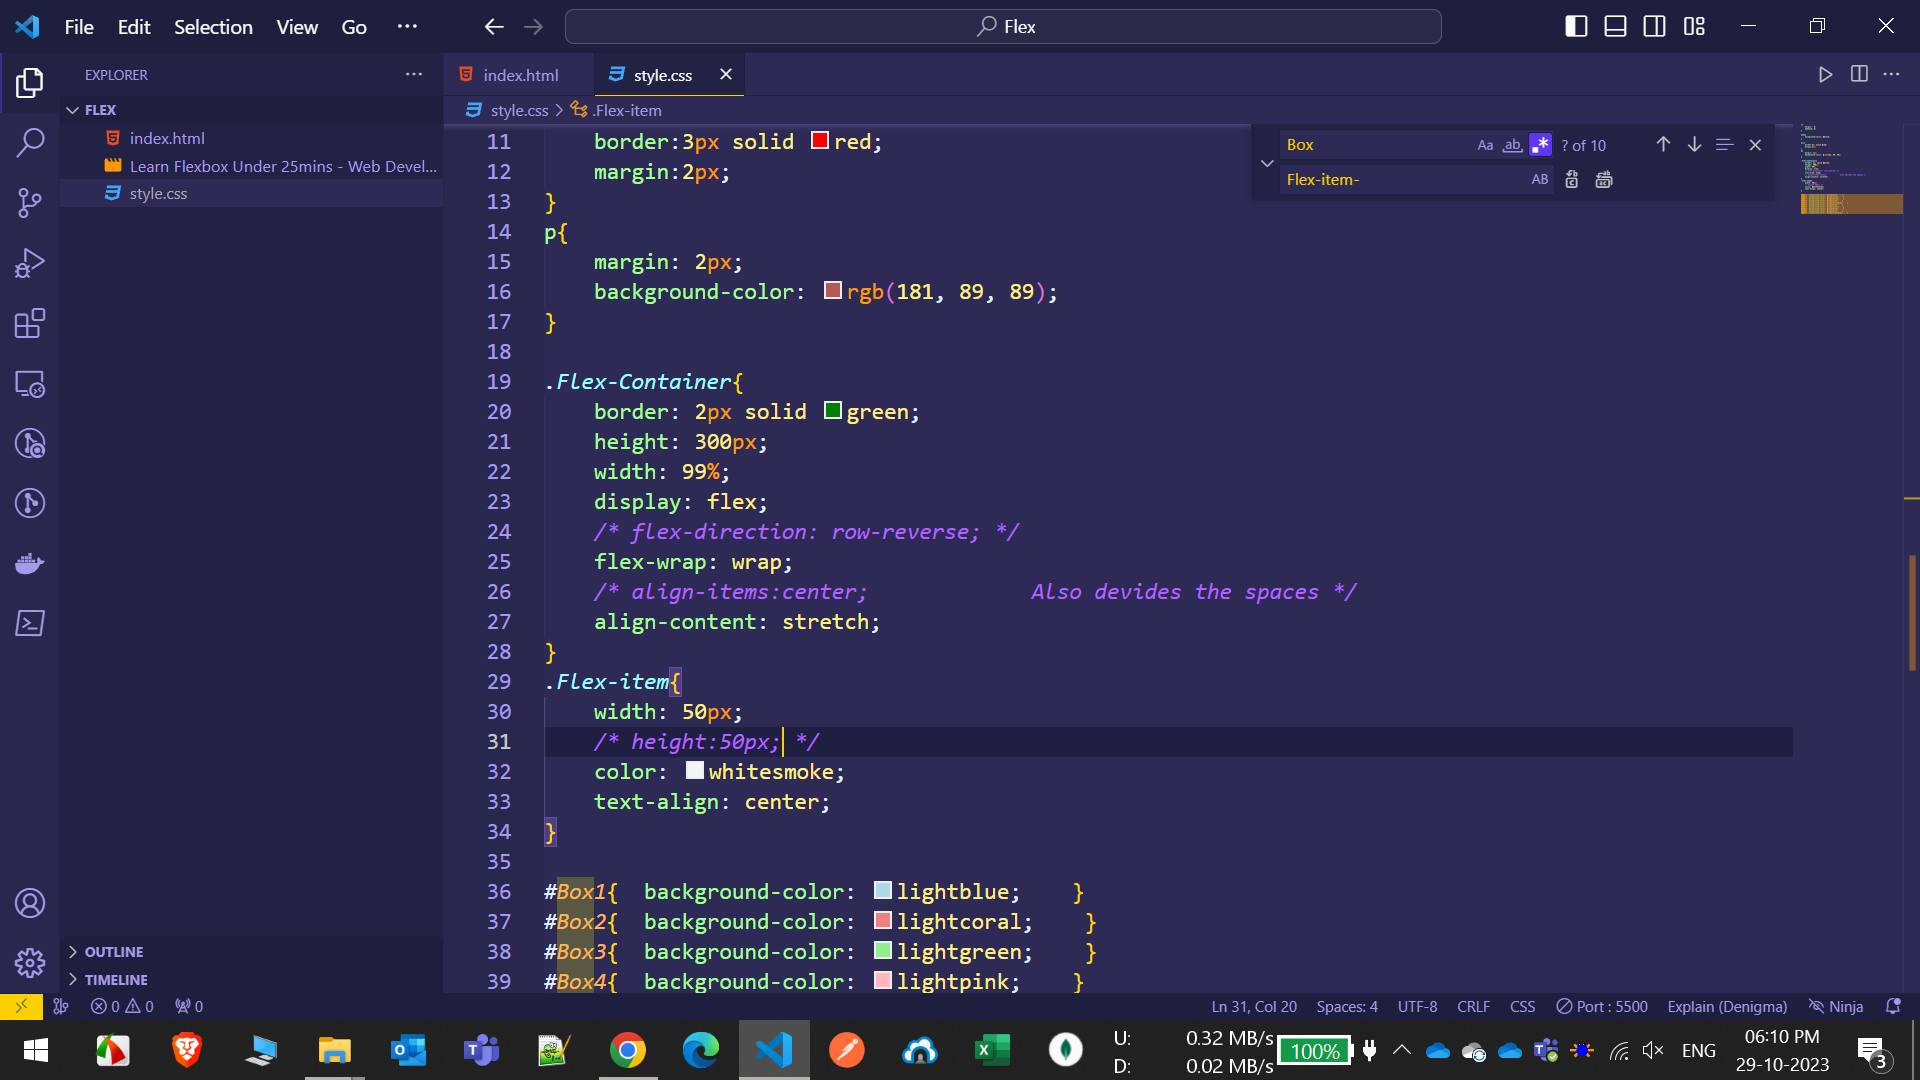 File Edit Selection View Go ···
Flex
EXPLORER
FLEX
index.html
Learn Flexbox Under 25mins - Web Devel...
style.css
OUTLINE
TIMELINE
index.html
style.css
style.css > .Flex-item
Box Aa ab ? of 10
Flex-item- AB
11 border:3px solid red;
12 margin:2px;
13 }
14 p{
15 margin: 2px;
16 background-color: rgb(181, 89, 89);
17 }
18
19 .Flex-Container{
20 border: 2px solid green;
21 height: 300px;
22 width: 99%;
23 display: flex;
24 /* flex-direction: row-reverse; */
25 flex-wrap: wrap;
26 /* align-items:center; Also devides the spaces */
27 align-content: stretch;
28 }
29 .Flex-item{
30 width: 50px;
31 /* height:50px; */
32 color: whitesmoke;
33 text-align: center;
34 }
35
36 #Box1{ background-color: lightblue; }
37 #Box2{ background-color: lightcoral; }
38 #Box3{ background-color: lightgreen; }
39 #Box4{ background-color: lightpink; }
0 0 0 Ln 31, Col 20 Spaces: 4 UTF-8 CRLF CSS Port : 5500 Explain (Denigma) Ninja
U: 0.32 MB/s
D: 0.02 MB/s
100%
ENG
06:10 PM
29-10-2023
3